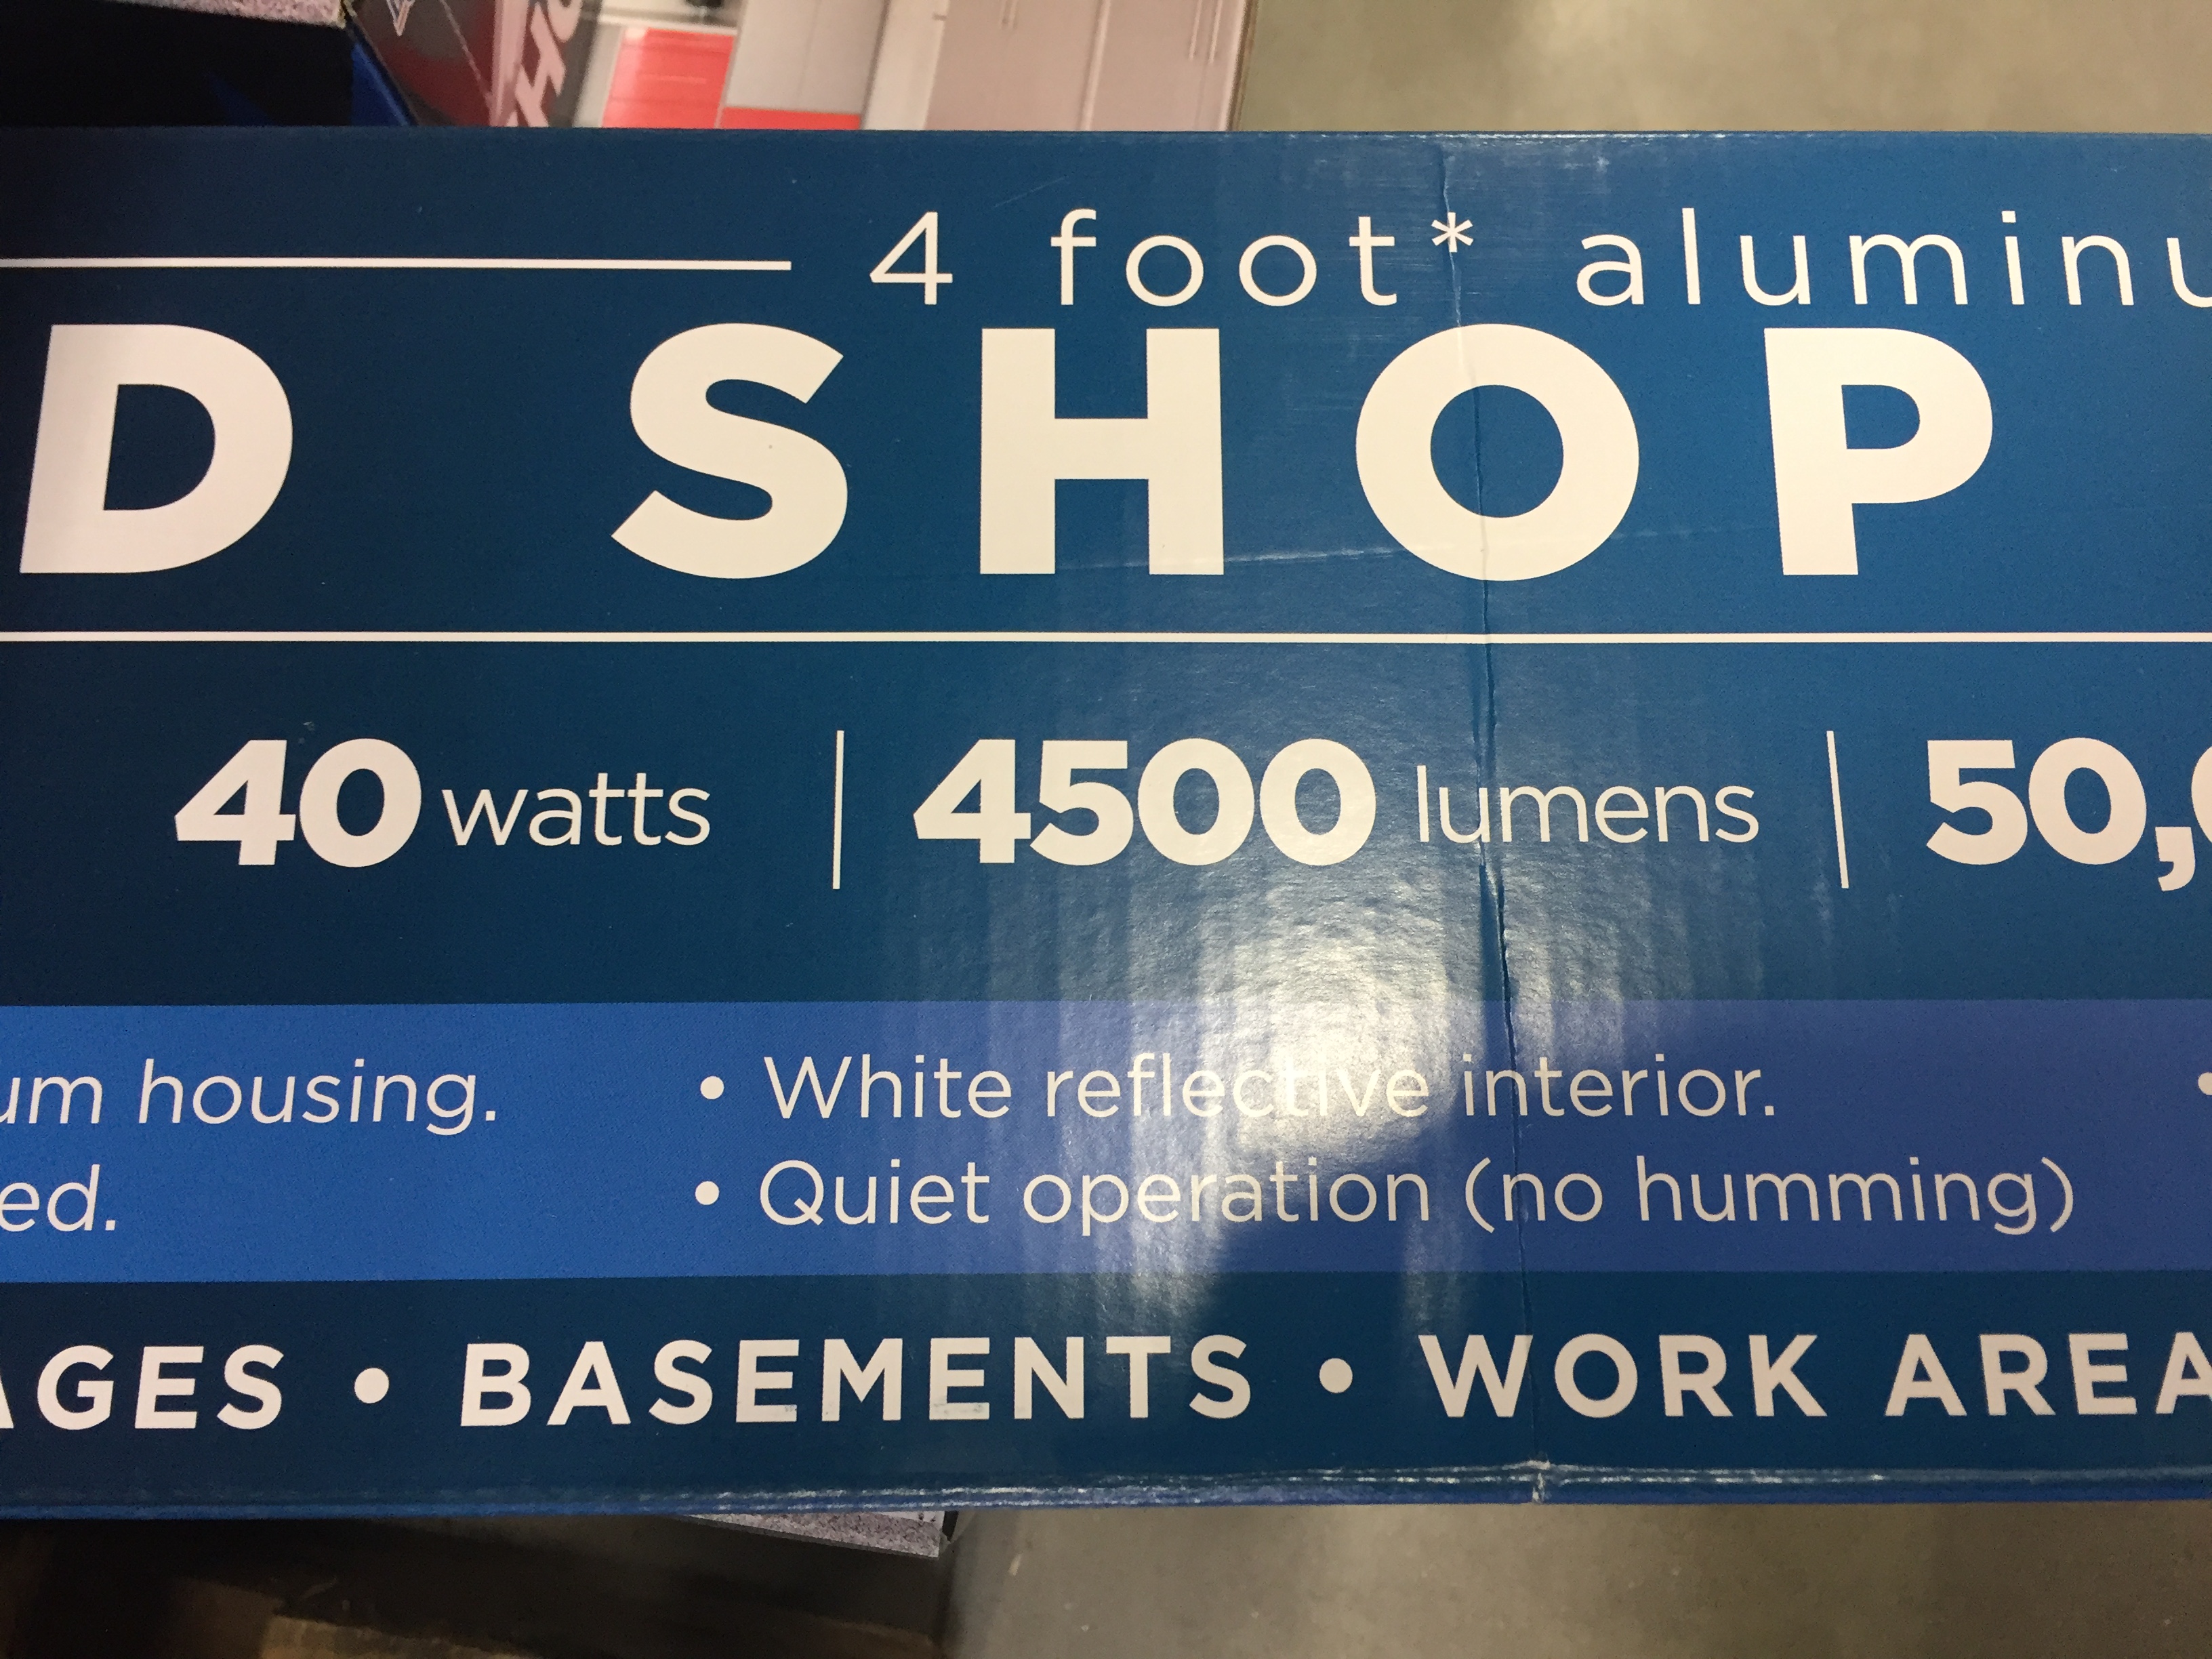 4 foot* aluminu
D SHOP
40 watts | 4500 lumens | 50,
um housing. • White reflective interior. •
ed. • Quiet operation (no humming)
AGES • BASEMENTS • WORK AREA